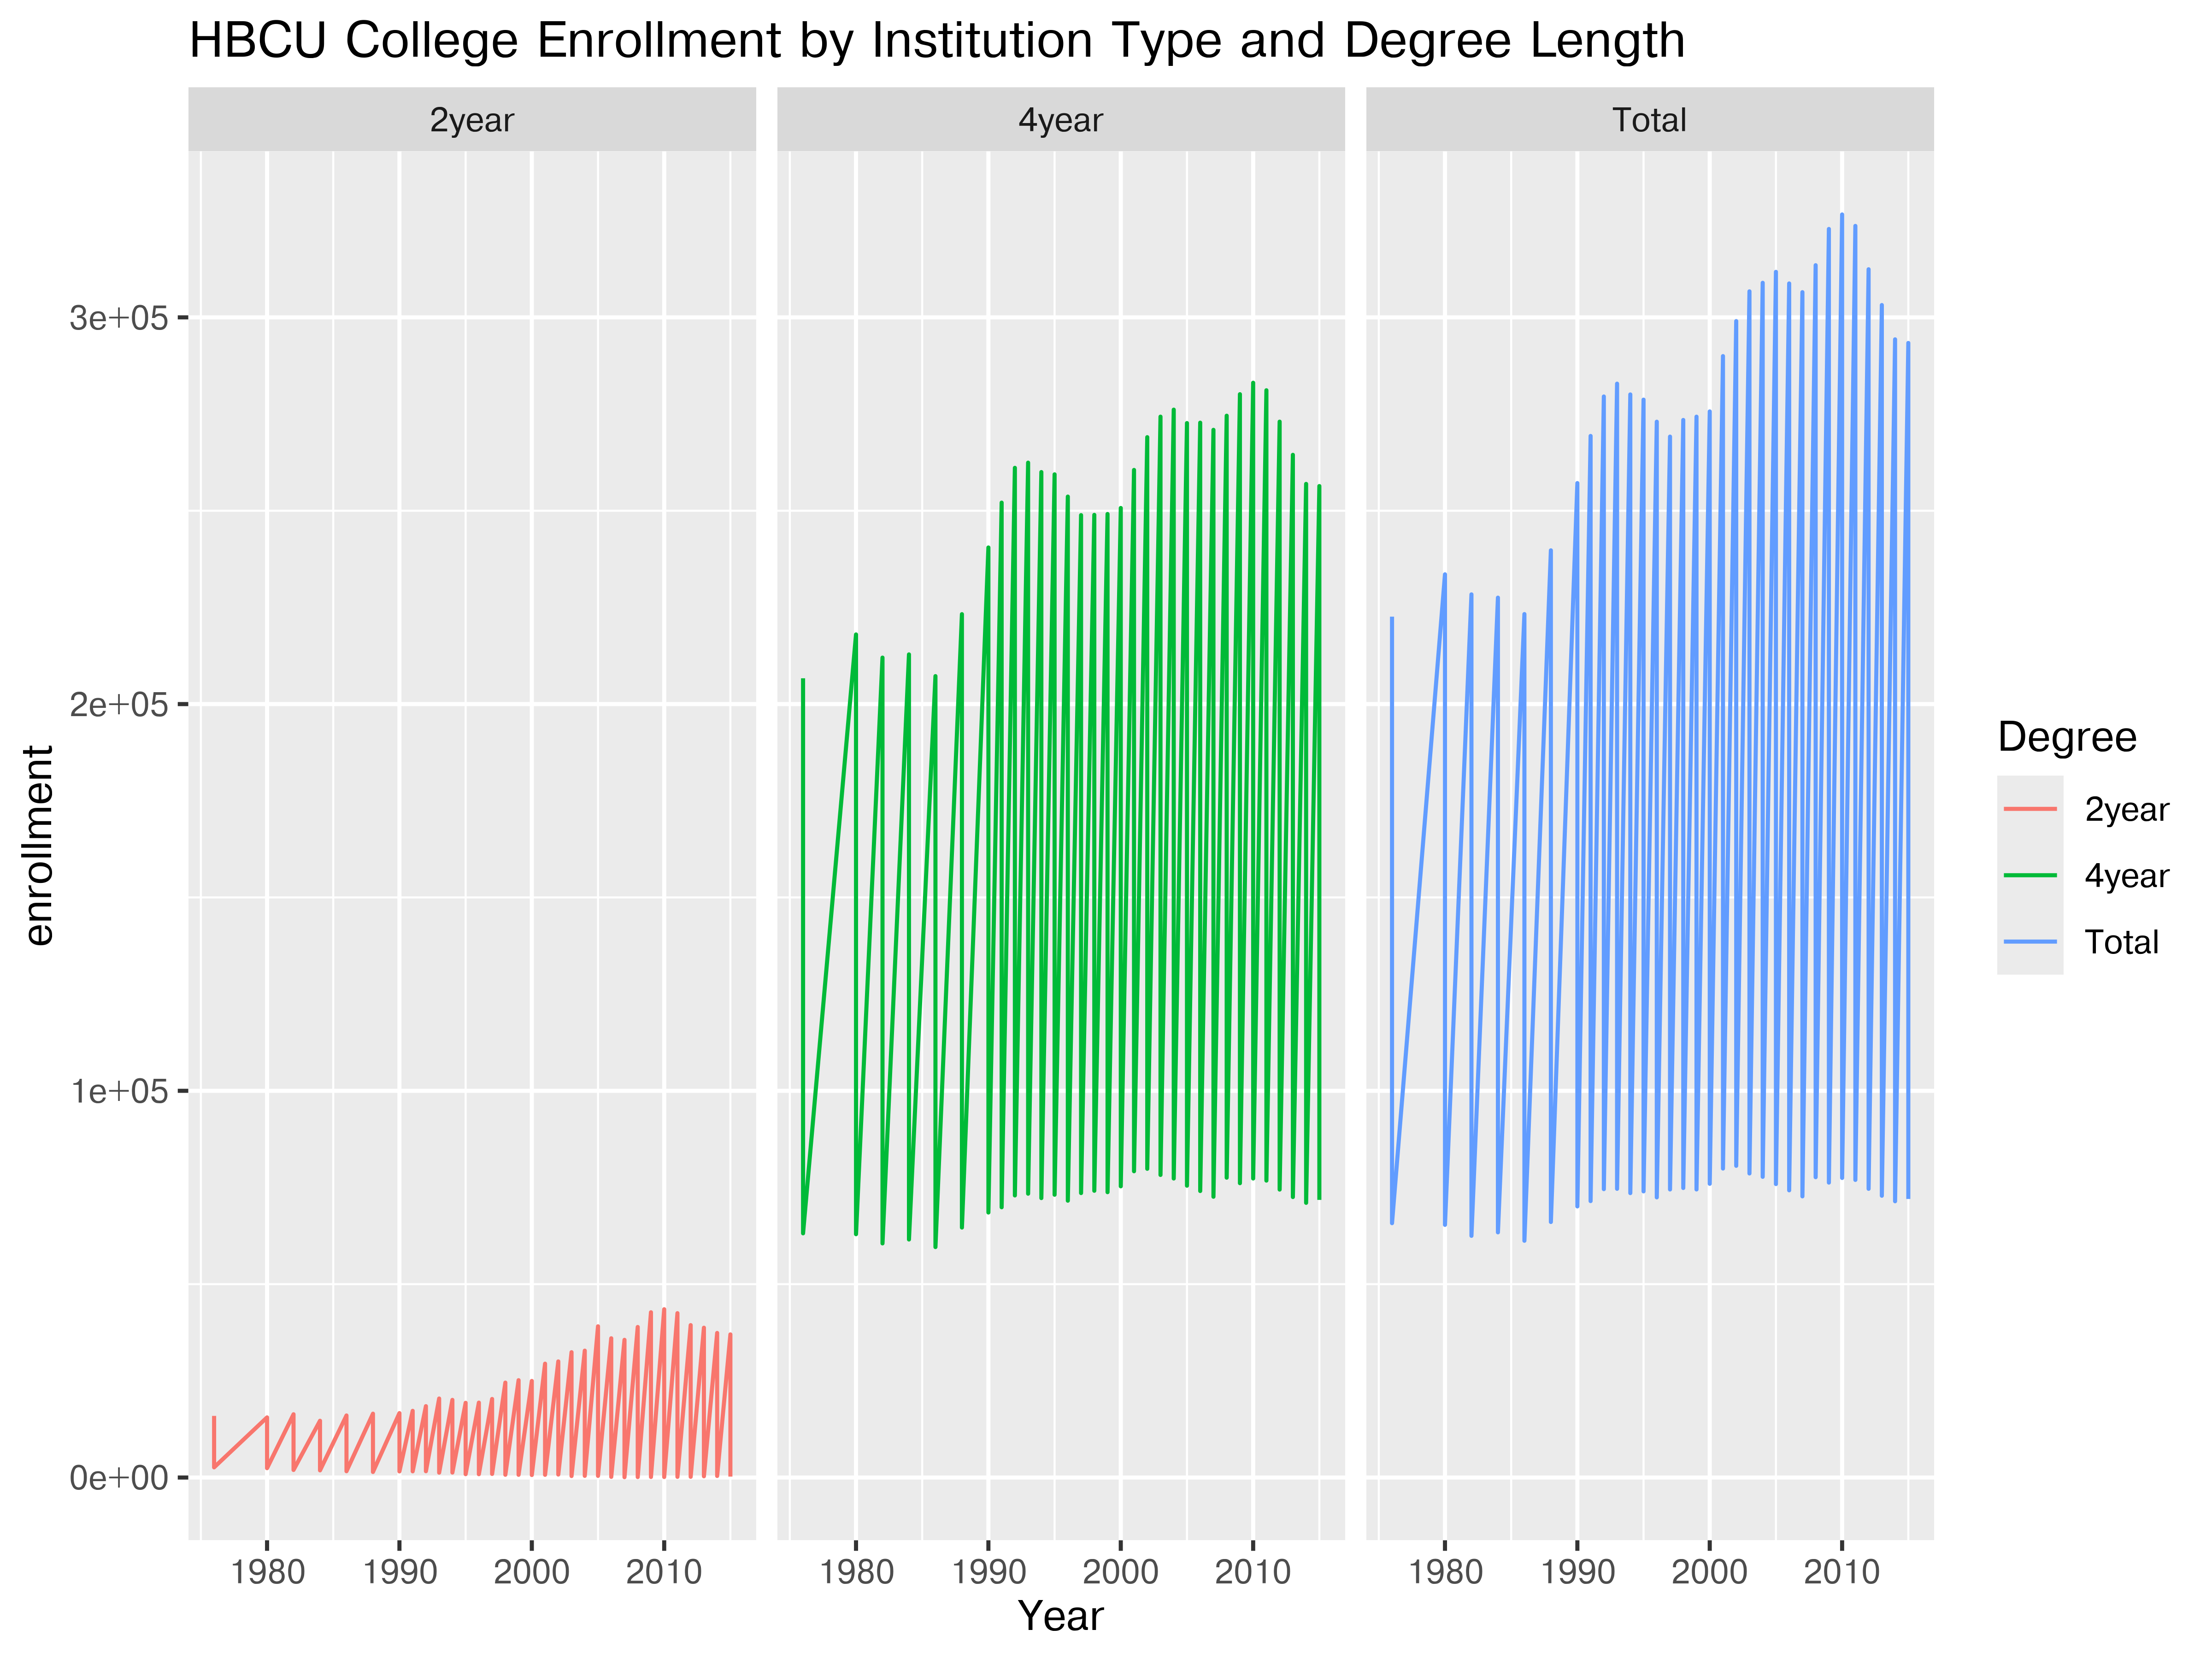 HBCU College Enrollment by Institution Type and Degree Length
2year 4year Total
3e+05
2e+05
1e+05
0e+00
enrollment
1980 1990 2000 2010 1980 1990 2000 2010 1980 1990 2000 2010
Year
Degree
2year
4year
Total